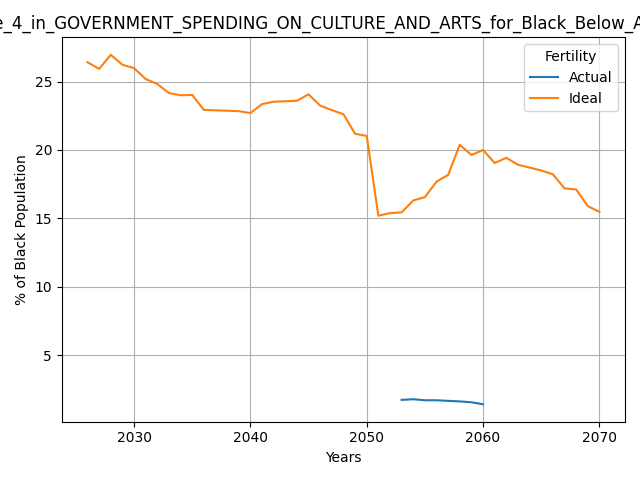 e_4_in_GOVERNMENT_SPENDING_ON_CULTURE_AND_ARTS_for_Black_Below_A
Fertility
Actual
Ideal
% of Black Population
25
20
15
10
5
2030 2040 2050 2060 2070
Years